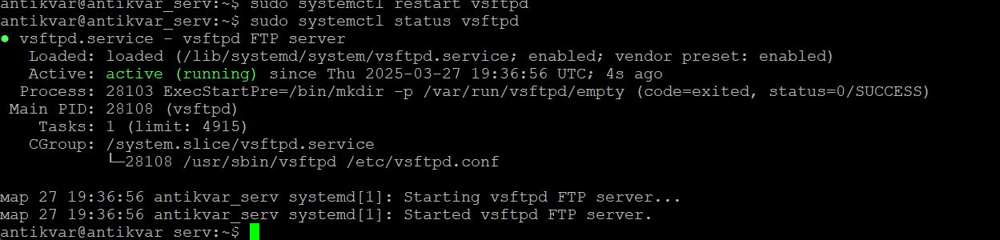 antikvar@antikvar_serv:~$ sudo systemctl restart vsftpd
antikvar@antikvar_serv:~$ sudo systemctl status vsftpd
● vsftpd.service - vsftpd FTP server
   Loaded: loaded (/lib/systemd/system/vsftpd.service; enabled; vendor preset: enabled)
   Active: active (running) since Thu 2025-03-27 19:36:56 UTC; 4s ago
  Process: 28103 ExecStartPre=/bin/mkdir -p /var/run/vsftpd/empty (code=exited, status=0/SUCCESS)
 Main PID: 28108 (vsftpd)
    Tasks: 1 (limit: 4915)
   CGroup: /system.slice/vsftpd.service
           └─28108 /usr/sbin/vsftpd /etc/vsftpd.conf

мар 27 19:36:56 antikvar_serv systemd[1]: Starting vsftpd FTP server...
мар 27 19:36:56 antikvar_serv systemd[1]: Started vsftpd FTP server.
antikvar@antikvar_serv:~$